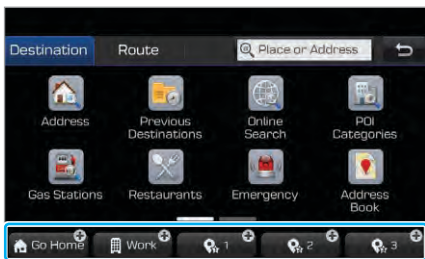 Destination Route Place or Address
Address Previous Destinations Online Search POI Categories
Gas Stations Restaurants Emergency Address Book
Go Home Work 1 2 3